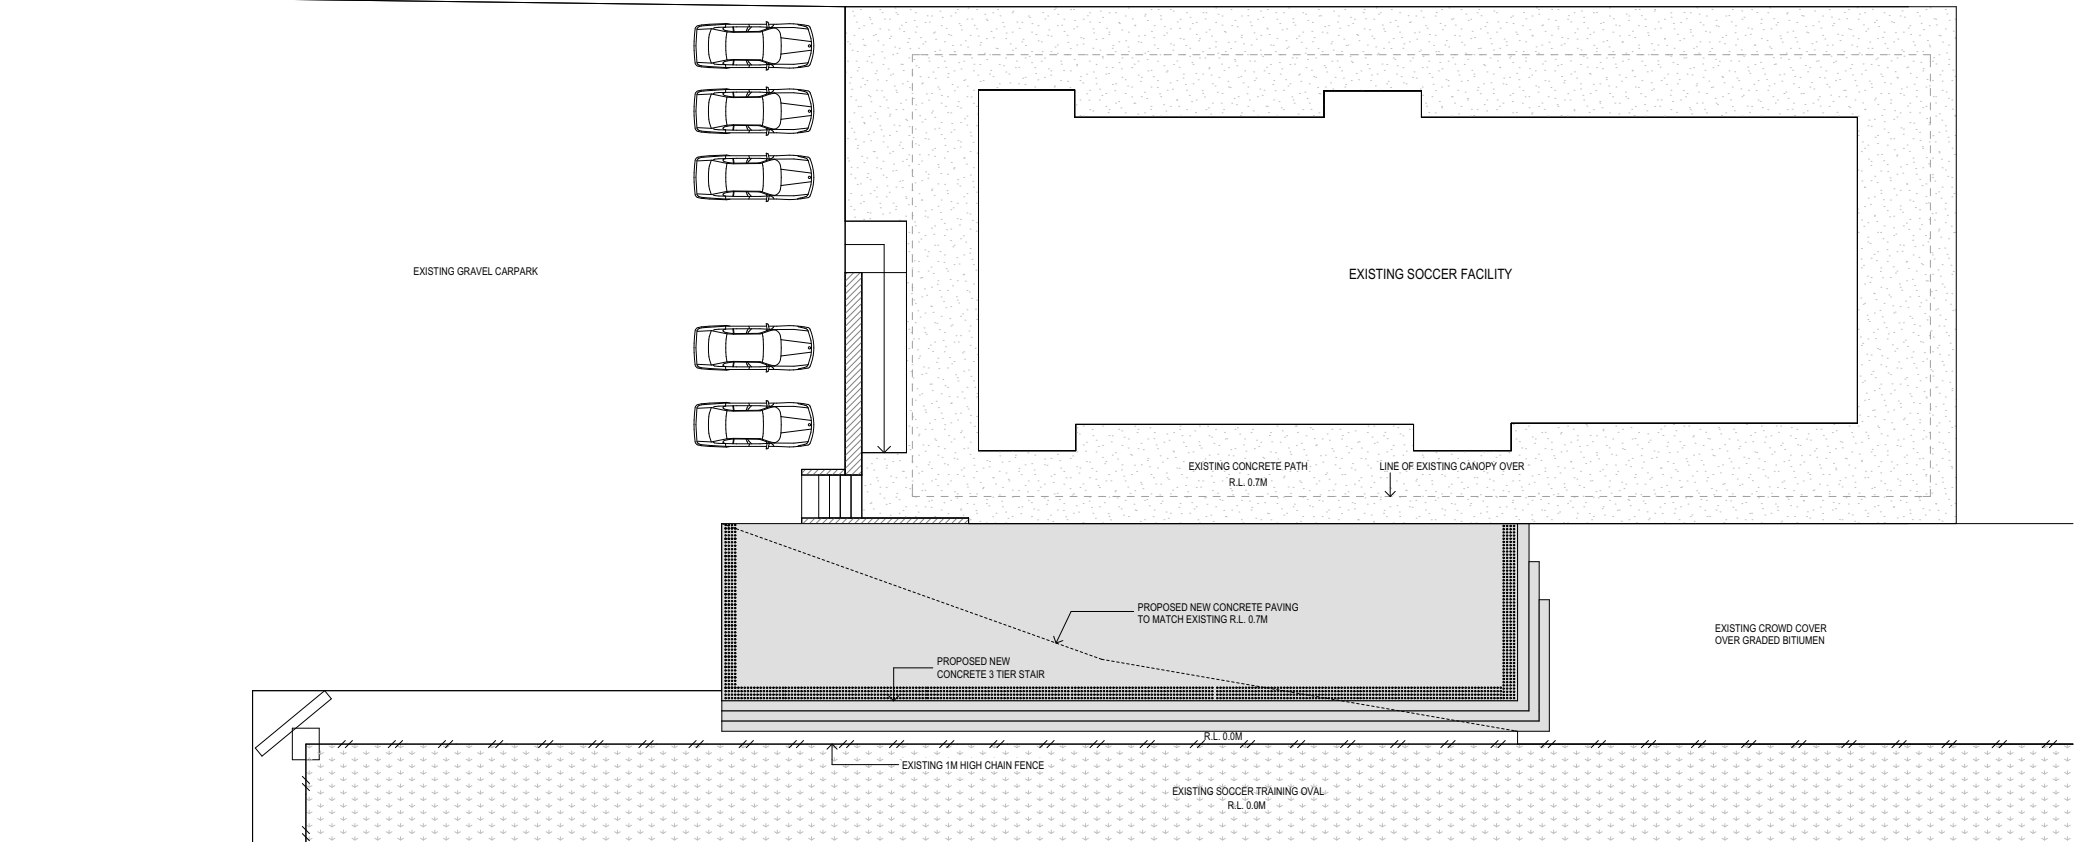 EXISTING GRAVEL CARPARK
EXISTING SOCCER FACILITY
EXISTING CONCRETE PATH
R.L. 0.7M
LINE OF EXISTING CANOPY OVER
PROPOSED NEW CONCRETE PAVING
TO MATCH EXISTING R.L. 0.7M
EXISTING CROWD COVER
OVER GRADED BITIUMEN
PROPOSED NEW
CONCRETE 3 TIER STAIR
R.L. 0.0M
EXISTING 1M HIGH CHAIN FENCE
EXISTING SOCCER TRAINING OVAL
R.L. 0.0M